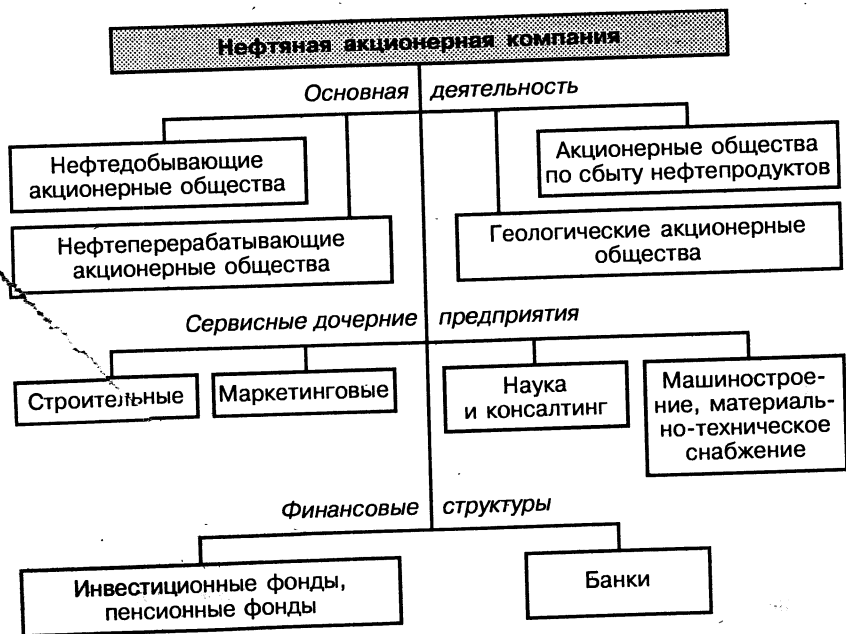 Нефтяная акционерная компания
Основная деятельность
Нефтедобывающие
акционерные общества
Акционерные общества
по сбыту нефтепродуктов
Нефтеперерабатывающие
акционерные общества
Геологические акционерные
общества
Сервисные дочерние предприятия
Строительные
Маркетинговые
Наука
и консалтинг
Машинострое-
ние, материаль-
но-техническое
снабжение
Финансовые структуры
Инвестиционные фонды,
пенсионные фонды
Банки